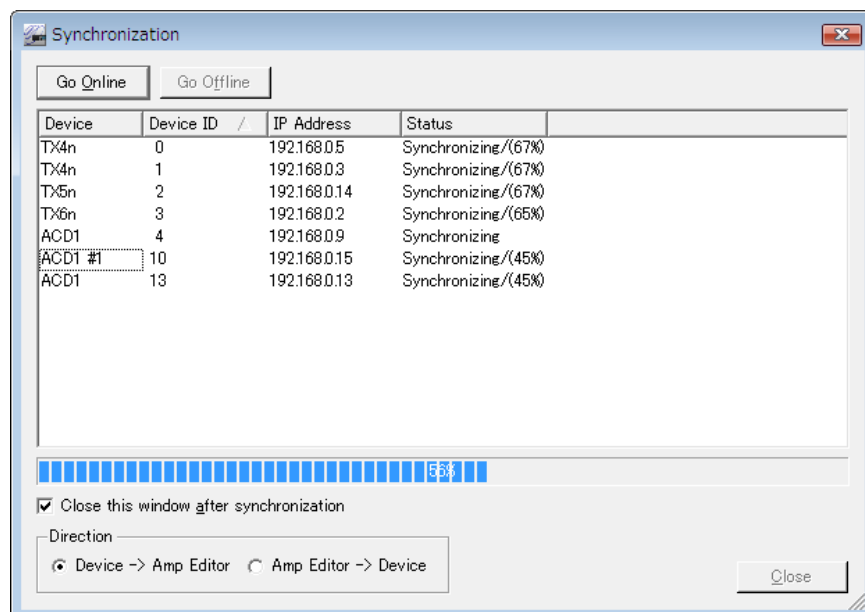 Synchronization
Go Online Go Offline
Device Device ID IP Address Status
TX4n 0 192.168.0.5 Synchronizing/(67%)
TX4n 1 192.168.0.3 Synchronizing/(67%)
TX5n 2 192.168.0.14 Synchronizing/(67%)
TX6n 3 192.168.0.2 Synchronizing/(65%)
ACD1 4 192.168.0.9 Synchronizing
ACD1 #1 10 192.168.0.15 Synchronizing/(45%)
ACD1 13 192.168.0.13 Synchronizing/(45%)
56%
Close this window after synchronization
Direction
Device -> Amp Editor Amp Editor -> Device
Close